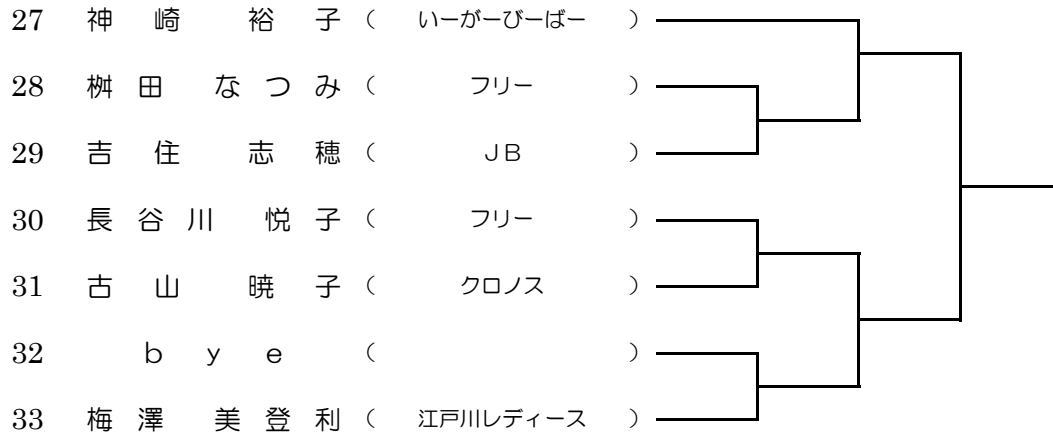 27 神崎 裕子（ いーがーびーばー ）
28 桝田 なつみ（ フリー ）
29 吉住 志穂（ ＪＢ ）
30 長谷川 悦子（ フリー ）
31 古山 暁子（ クロノス ）
32 ｂｙｅ（ ）
33 梅澤 美登利（ 江戸川レディース ）